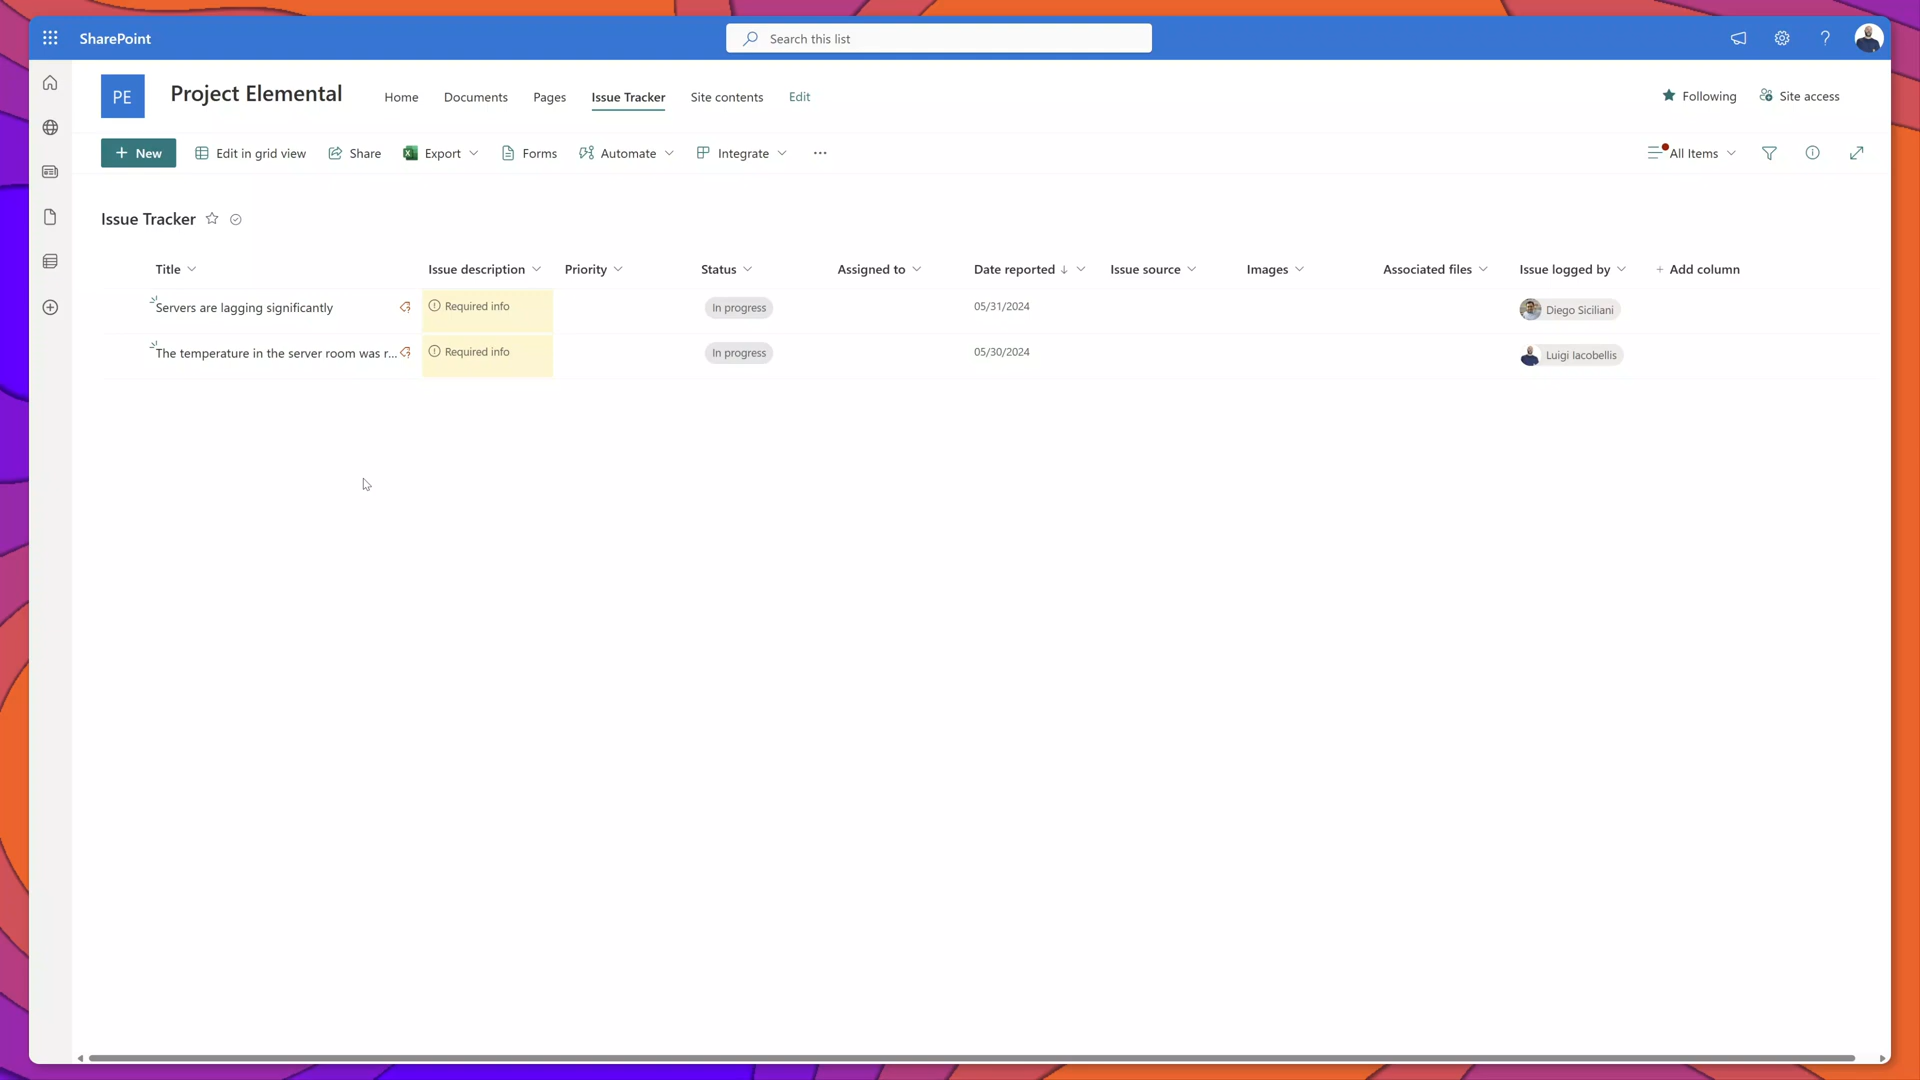 SharePoint
Search this list
PE
Project Elemental
Home
Documents
Pages
Issue Tracker
Site contents
Edit
Following
Site access
New
Edit in grid view
Share
Export
Forms
Automate
Integrate
All Items
Issue Tracker
Title
Issue description
Priority
Status
Assigned to
Date reported
Issue source
Images
Associated files
Issue logged by
Add column
Servers are lagging significantly
Required info
In progress
05/31/2024
Diego Siciliani
The temperature in the server room was r...
Required info
In progress
05/30/2024
Luigi Iacobellis